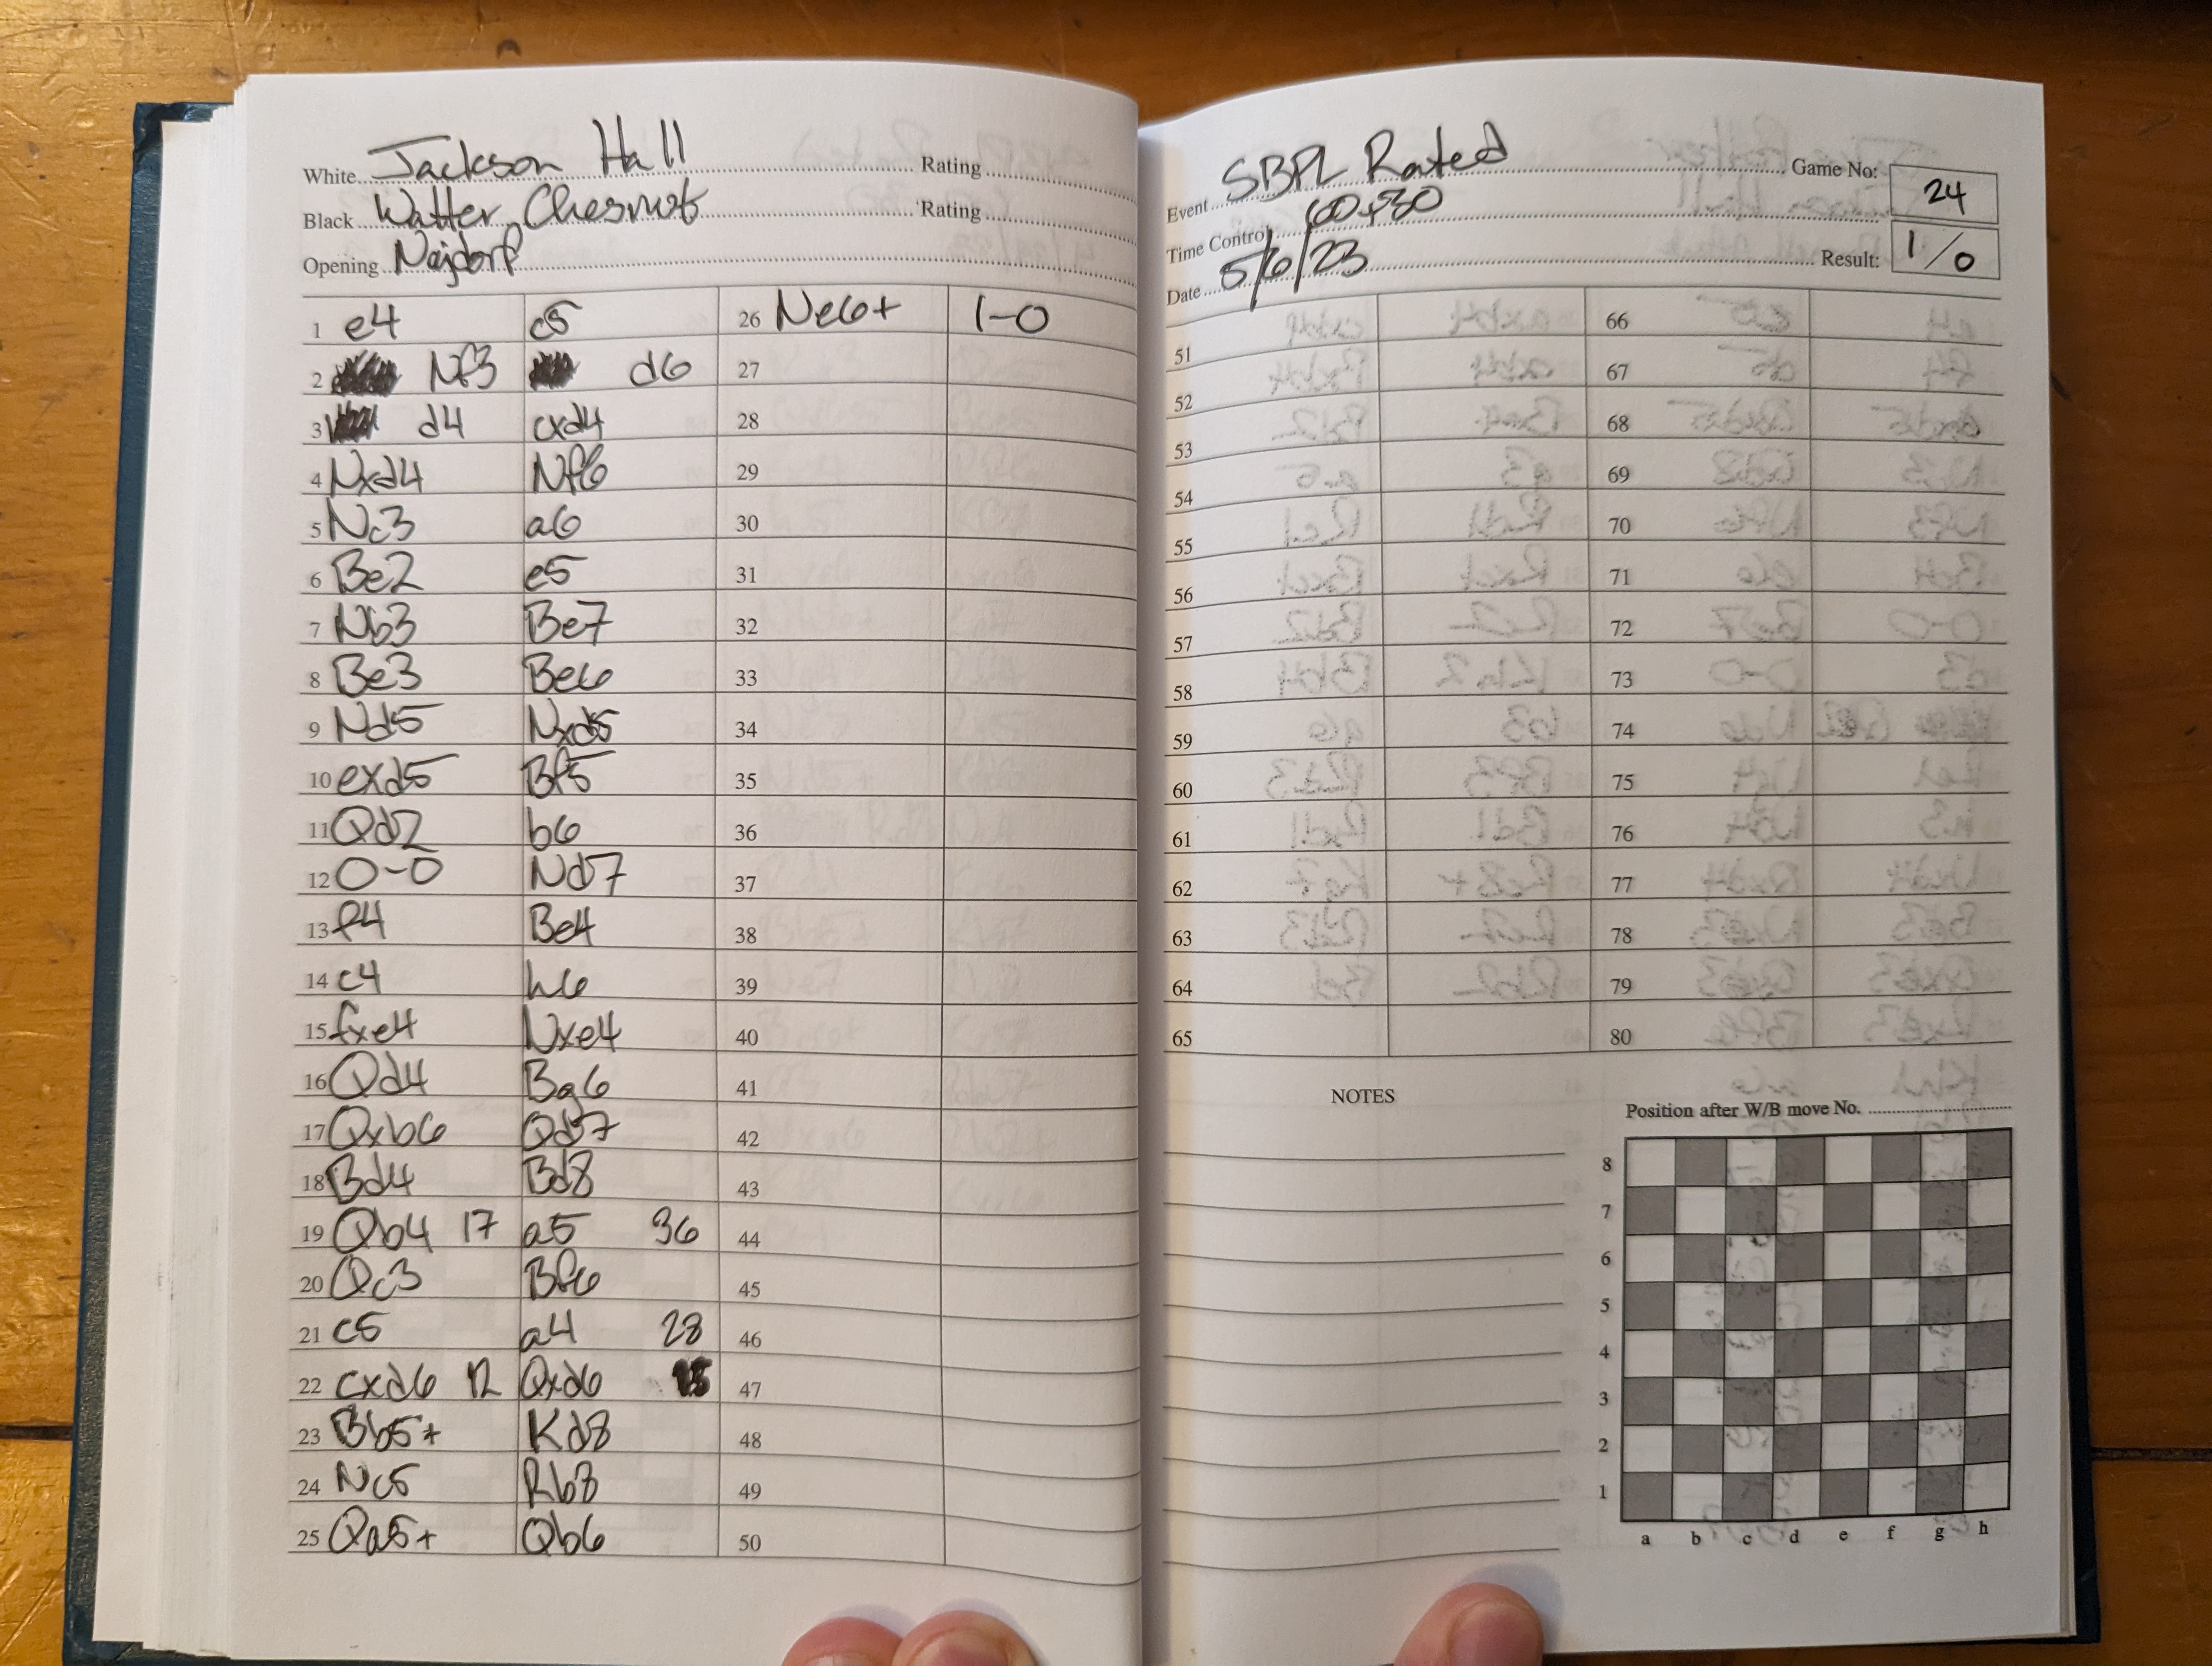 White Jackson Hall Rating
Black Walter Chesnut Rating
Opening Najdorf
1 e4 c5 26 Ne6+ 1-0
2 Nf3 d6 27
3 d4 cxd4 28
4 Nxd4 Nf6 29
5 Nc3 a6 30
6 Be2 e5 31
7 Nb3 Be7 32
8 Be3 Be6 33
9 Nd5 Nxd5 34
10 exd5 Bf5 35
11 Qd2 b6 36
12 0-0 Nd7 37
13 f4 Be4 38
14 c4 h6 39
15 fxe4 Nxe4 40
16 Qd4 Bg6 41
17 Qxb6 Qd7 42
18 Bd4 Bd8 43
19 Qb4 17 a5 36 44
20 Qc3 Bf6 45
21 c5 a4 28 46
22 cxd6 12 Qxd6 47
23 Bb5+ Kd8 48
24 Nc5 Rb8 49
25 Qa5+ Qb6 50
Event SBPL Rated Game No: 24
Time Control 60+30
Date 5/6/23 Result: 1/0
51 66
52 67
53 68
54 69
55 70
56 71
57 72
58 73
59 74
60 75
61 76
62 77
63 78
64 79
65 80
NOTES
Position after W/B move No.
8
7
6
5
4
3
2
1
a b c d e f g h